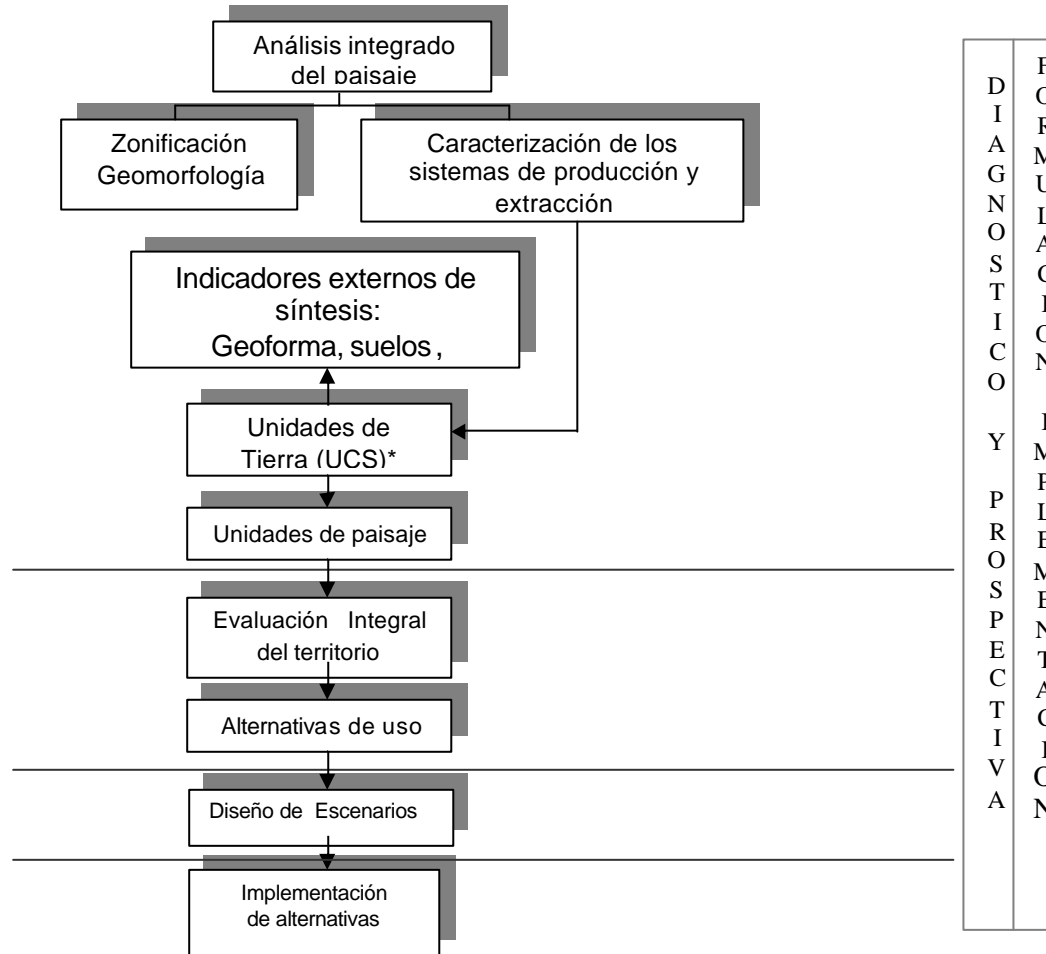 Análisis integrado
del paisaje
Zonificación
Geomorfología
Caracterización de los
sistemas de producción y
extracción
Indicadores externos de
síntesis:
Geoforma, suelos ,
Unidades de
Tierra (UCS)*
Unidades de paisaje
Evaluación Integral
del territorio
Alternativas de uso
Diseño de Escenarios
Implementación
de alternativas
DIAGNOSTICO Y PROSPECTIVA
FORMULACION IMPLEMENTACION